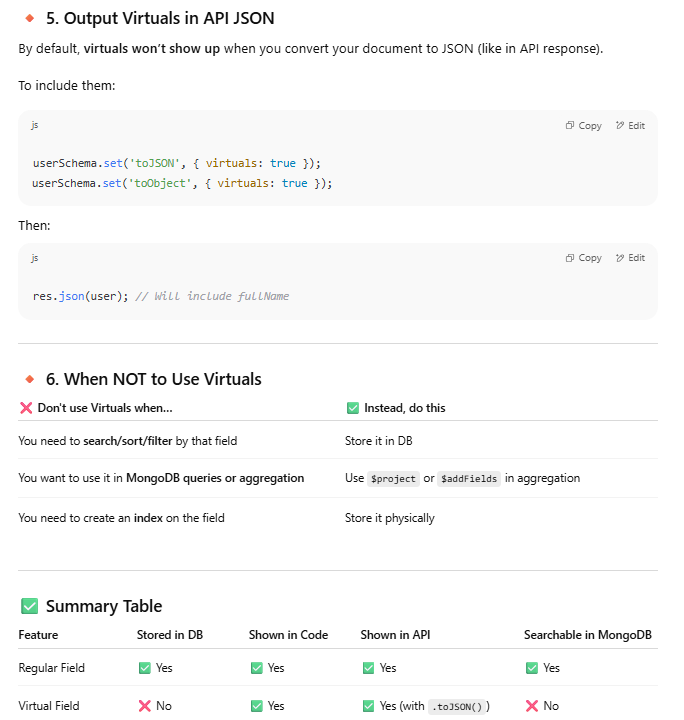 🔸 5. Output Virtuals in API JSON
By default, virtuals won't show up when you convert your document to JSON (like in API response).
To include them:
js Copy Edit
userSchema.set('toJSON', { virtuals: true });
userSchema.set('toObject', { virtuals: true });
Then:
js Copy Edit
res.json(user); // Will include fullName
🔸 6. When NOT to Use Virtuals
❌ Don't use Virtuals when... ✅ Instead, do this
You need to search/sort/filter by that field Store it in DB
You want to use it in MongoDB queries or aggregation Use $project or $addFields in aggregation
You need to create an index on the field Store it physically
✅ Summary Table
Feature Stored in DB Shown in Code Shown in API Searchable in MongoDB
Regular Field ✅ Yes ✅ Yes ✅ Yes ✅ Yes
Virtual Field ❌ No ✅ Yes ✅ Yes (with .toJSON()) ❌ No